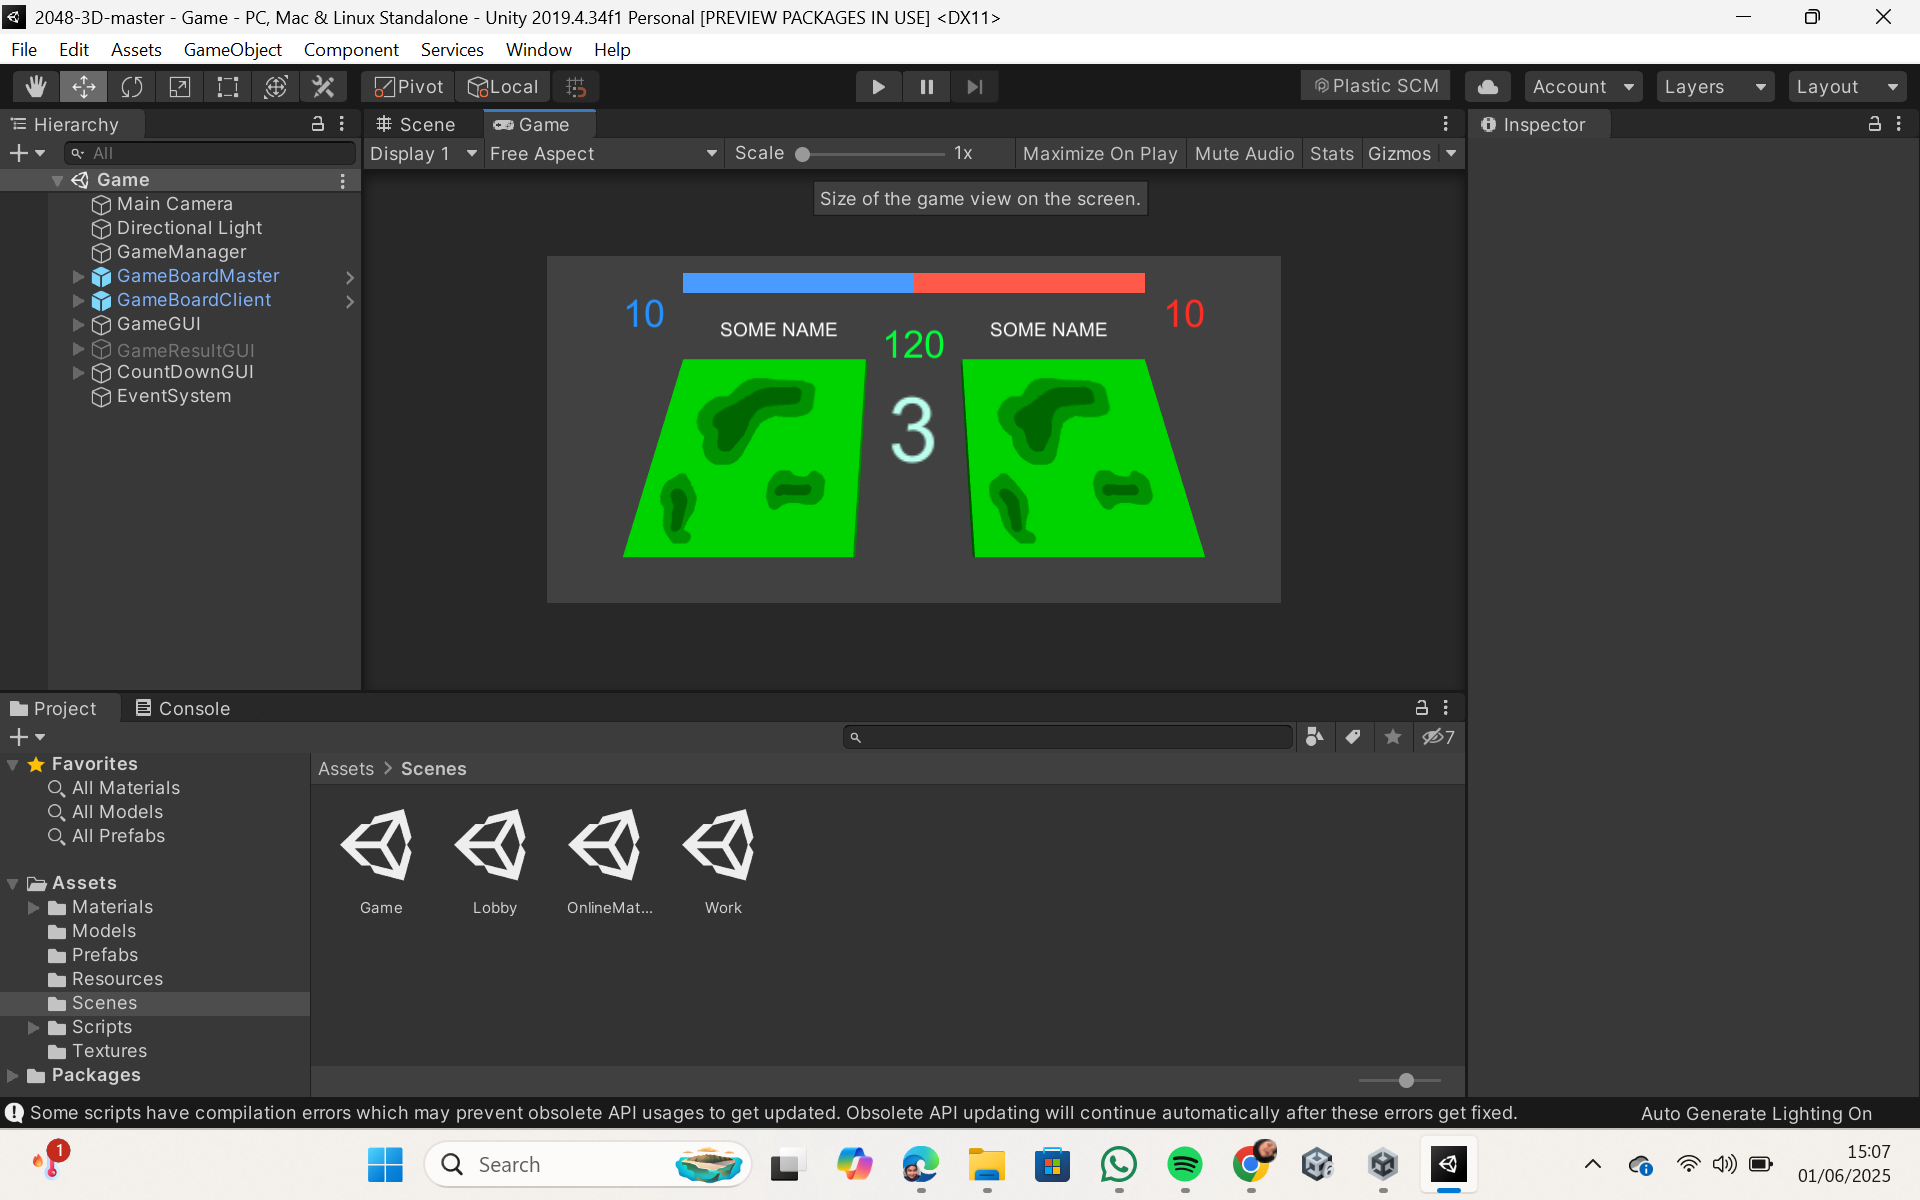 2048-3D-master - Game - PC, Mac & Linux Standalone - Unity 2019.4.34f1 Personal [PREVIEW PACKAGES IN USE] <DX11>
File Edit Assets GameObject Component Services Window Help
Pivot Local Plastic SCM Account Layers Layout
Hierarchy
All
Game
Main Camera
Directional Light
GameManager
GameBoardMaster
GameBoardClient
GameGUI
GameResultGUI
CountDownGUI
EventSystem
Scene Game
Display 1 Free Aspect Scale 1x Maximize On Play Mute Audio Stats Gizmos
Size of the game view on the screen.
10 10
SOME NAME SOME NAME
120
3
Inspector
Project Console
7
Favorites
All Materials
All Models
All Prefabs
Assets
Materials
Models
Prefabs
Resources
Scenes
Scripts
Textures
Packages
Assets > Scenes
Game Lobby OnlineMat... Work
Some scripts have compilation errors which may prevent obsolete API usages to get updated. Obsolete API updating will continue automatically after these errors get fixed.
Auto Generate Lighting On
1
Search
6
15:07
01/06/2025